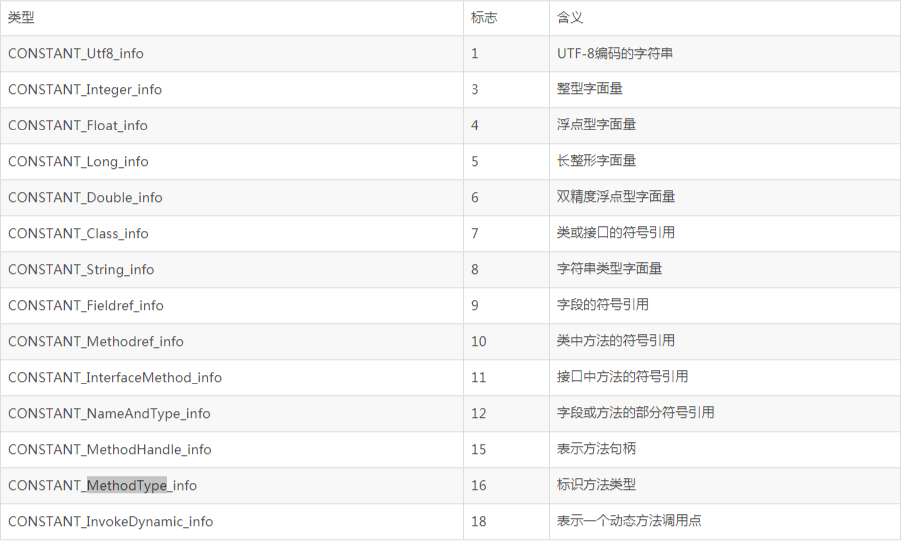 类型 标志 含义
CONSTANT_Utf8_info 1 UTF-8编码的字符串
CONSTANT_Integer_info 3 整型字面量
CONSTANT_Float_info 4 浮点型字面量
CONSTANT_Long_info 5 长整形字面量
CONSTANT_Double_info 6 双精度浮点型字面量
CONSTANT_Class_info 7 类或接口的符号引用
CONSTANT_String_info 8 字符串类型字面量
CONSTANT_Fieldref_info 9 字段的符号引用
CONSTANT_Methodref_info 10 类中方法的符号引用
CONSTANT_InterfaceMethod_info 11 接口中方法的符号引用
CONSTANT_NameAndType_info 12 字段或方法的部分符号引用
CONSTANT_MethodHandle_info 15 表示方法句柄
CONSTANT_MethodType_info 16 标识方法类型
CONSTANT_InvokeDynamic_info 18 表示一个动态方法调用点